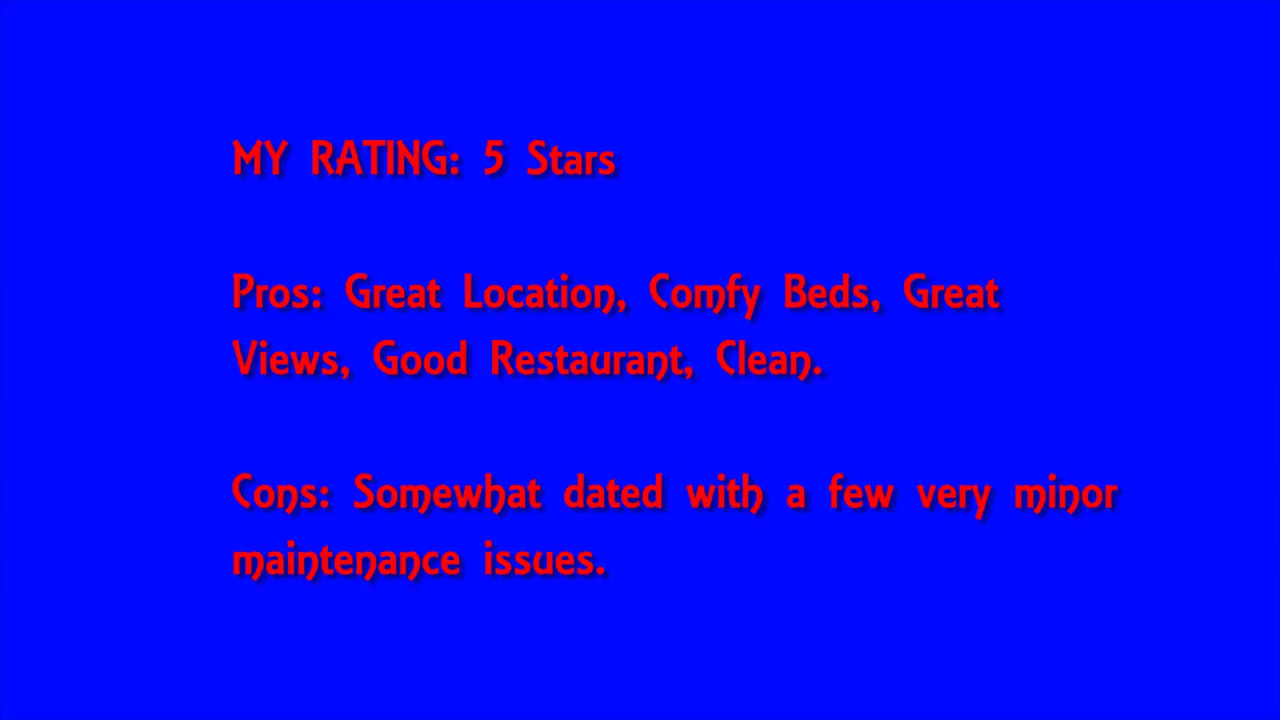 MY RATING: 5 Stars
Pros: Great Location, Comfy Beds, Great
Views, Good Restaurant, Clean.
Cons: Somewhat dated with a few very minor
maintenance issues.